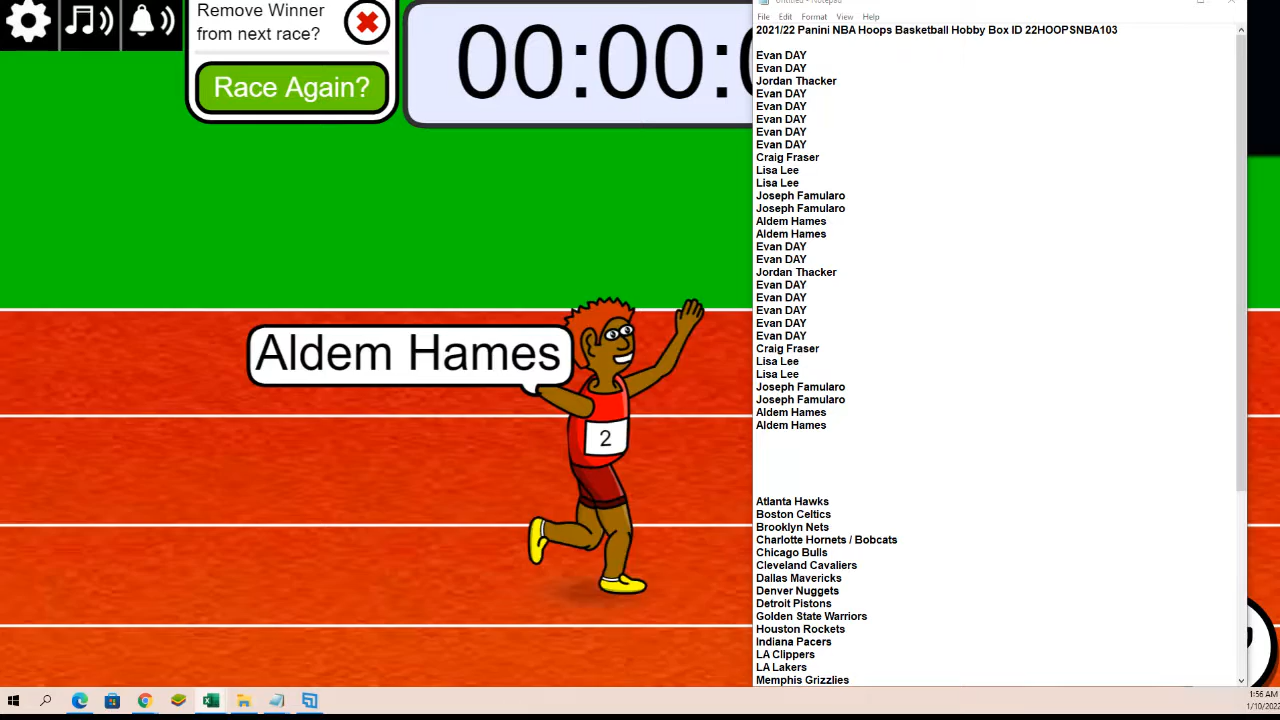 Remove Winner
from next race?
Race Again?
00:00:0
Untitled - Notepad
File Edit Format View Help
2021/22 Panini NBA Hoops Basketball Hobby Box ID 22HOOPSNBA103
Evan DAY
Evan DAY
Jordan Thacker
Evan DAY
Evan DAY
Evan DAY
Evan DAY
Evan DAY
Craig Fraser
Lisa Lee
Lisa Lee
Joseph Famularo
Joseph Famularo
Aldem Hames
Aldem Hames
Evan DAY
Evan DAY
Jordan Thacker
Evan DAY
Evan DAY
Evan DAY
Evan DAY
Evan DAY
Craig Fraser
Lisa Lee
Lisa Lee
Joseph Famularo
Joseph Famularo
Aldem Hames
Aldem Hames
Atlanta Hawks
Boston Celtics
Brooklyn Nets
Charlotte Hornets / Bobcats
Chicago Bulls
Cleveland Cavaliers
Dallas Mavericks
Denver Nuggets
Detroit Pistons
Golden State Warriors
Houston Rockets
Indiana Pacers
LA Clippers
LA Lakers
Memphis Grizzlies
Aldem Hames
2
1:56 AM
1/10/2022